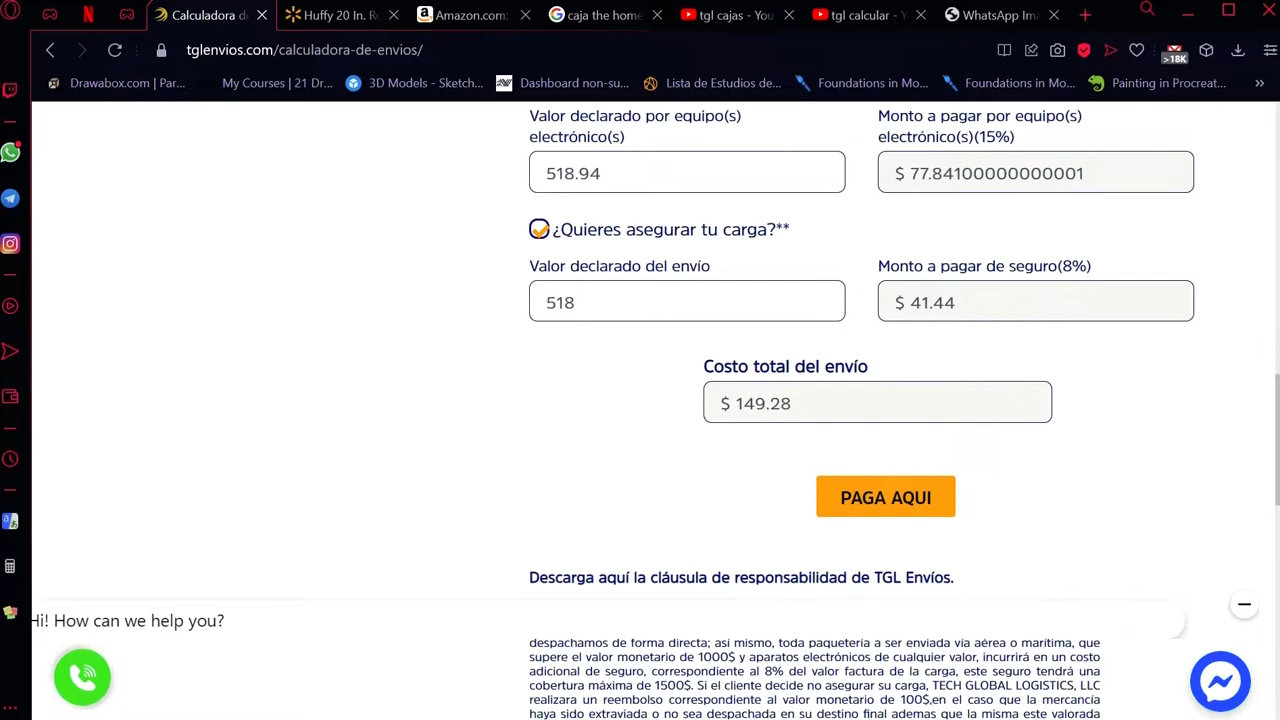 Calculadora de
Huffy 20 In. R
Amazon.com:
caja the home
tgl cajas - You
tgl calcular - Y
WhatsApp Ima
tglenvios.com/calculadora-de-envios/
>18K
Drawabox.com | Par...
My Courses | 21 Dr...
3D Models - Sketch...
Dashboard non-su...
Lista de Estudios de...
Foundations in Mo...
Foundations in Mo...
Painting in Procreat...
»
Valor declarado por equipo(s)
electrónico(s)
Monto a pagar por equipo(s)
electrónico(s)(15%)
518.94
$ 77.84100000000001
¿Quieres asegurar tu carga?**
Valor declarado del envío
Monto a pagar de seguro(8%)
518
$ 41.44
Costo total del envío
$ 149.28
PAGA AQUI
Descarga aquí la cláusula de responsabilidad de TGL Envíos.
Hi! How can we help you?
despachamos de forma directa; así mismo, toda paquetería a ser enviada vía aérea o marítima, que
supere el valor monetario de 1000$ y aparatos electrónicos de cualquier valor, incurrirá en un costo
adicional de seguro, correspondiente al 8% del valor factura de la carga, este seguro tendrá una
cobertura máxima de 1500$. Si el cliente decide no asegurar su carga, TECH GLOBAL LOGISTICS, LLC
realizara un reembolso correspondiente al valor monetario de 100$,en el caso que la mercancía
haya sido extraviada o no sea despachada en su destino final ademas que la misma este valorada